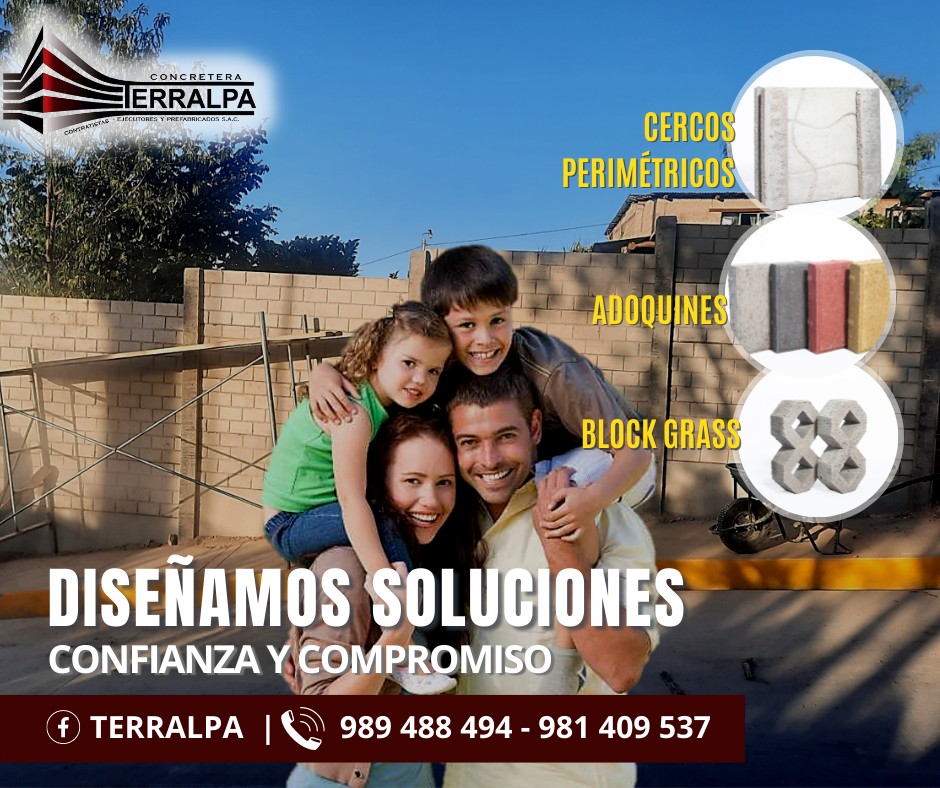 CONCRETERA
TERRALPA
CONTRATISTAS - EJECUTORES Y PREFABRICADOS S.A.C.
CERCOS
PERIMÉTRICOS
ADOQUINES
BLOCK GRASS
DISEÑAMOS SOLUCIONES
CONFIANZA Y COMPROMISO
TERRALPA | 989 488 494 - 981 409 537